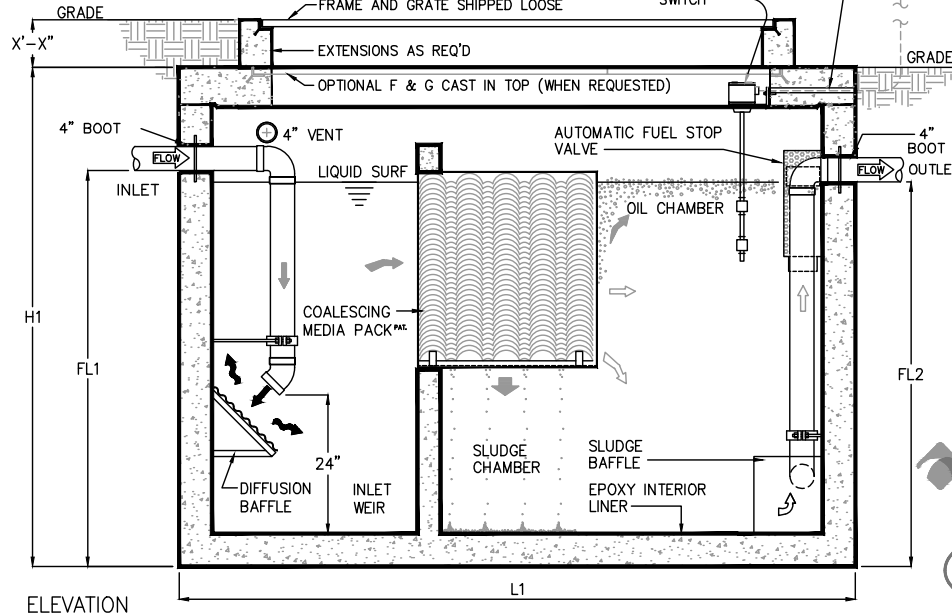 FRAME AND GRATE SHIPPED LOOSE
SWITCH
GRADE
X'-X"
EXTENSIONS AS REQ'D
GRADE
OPTIONAL F & G CAST IN TOP (WHEN REQUESTED)
4" BOOT
4" VENT
AUTOMATIC FUEL STOP
VALVE
4"
BOOT
FLOW
FLOW
INLET
LIQUID SURF
OUTLE
OIL CHAMBER
COALESCING
MEDIA PACK PAT.
H1
FL1
FL2
24"
SLUDGE
CHAMBER
SLUDGE
BAFFLE
DIFFUSION
BAFFLE
INLET
WEIR
EPOXY INTERIOR
LINER
L1
ELEVATION